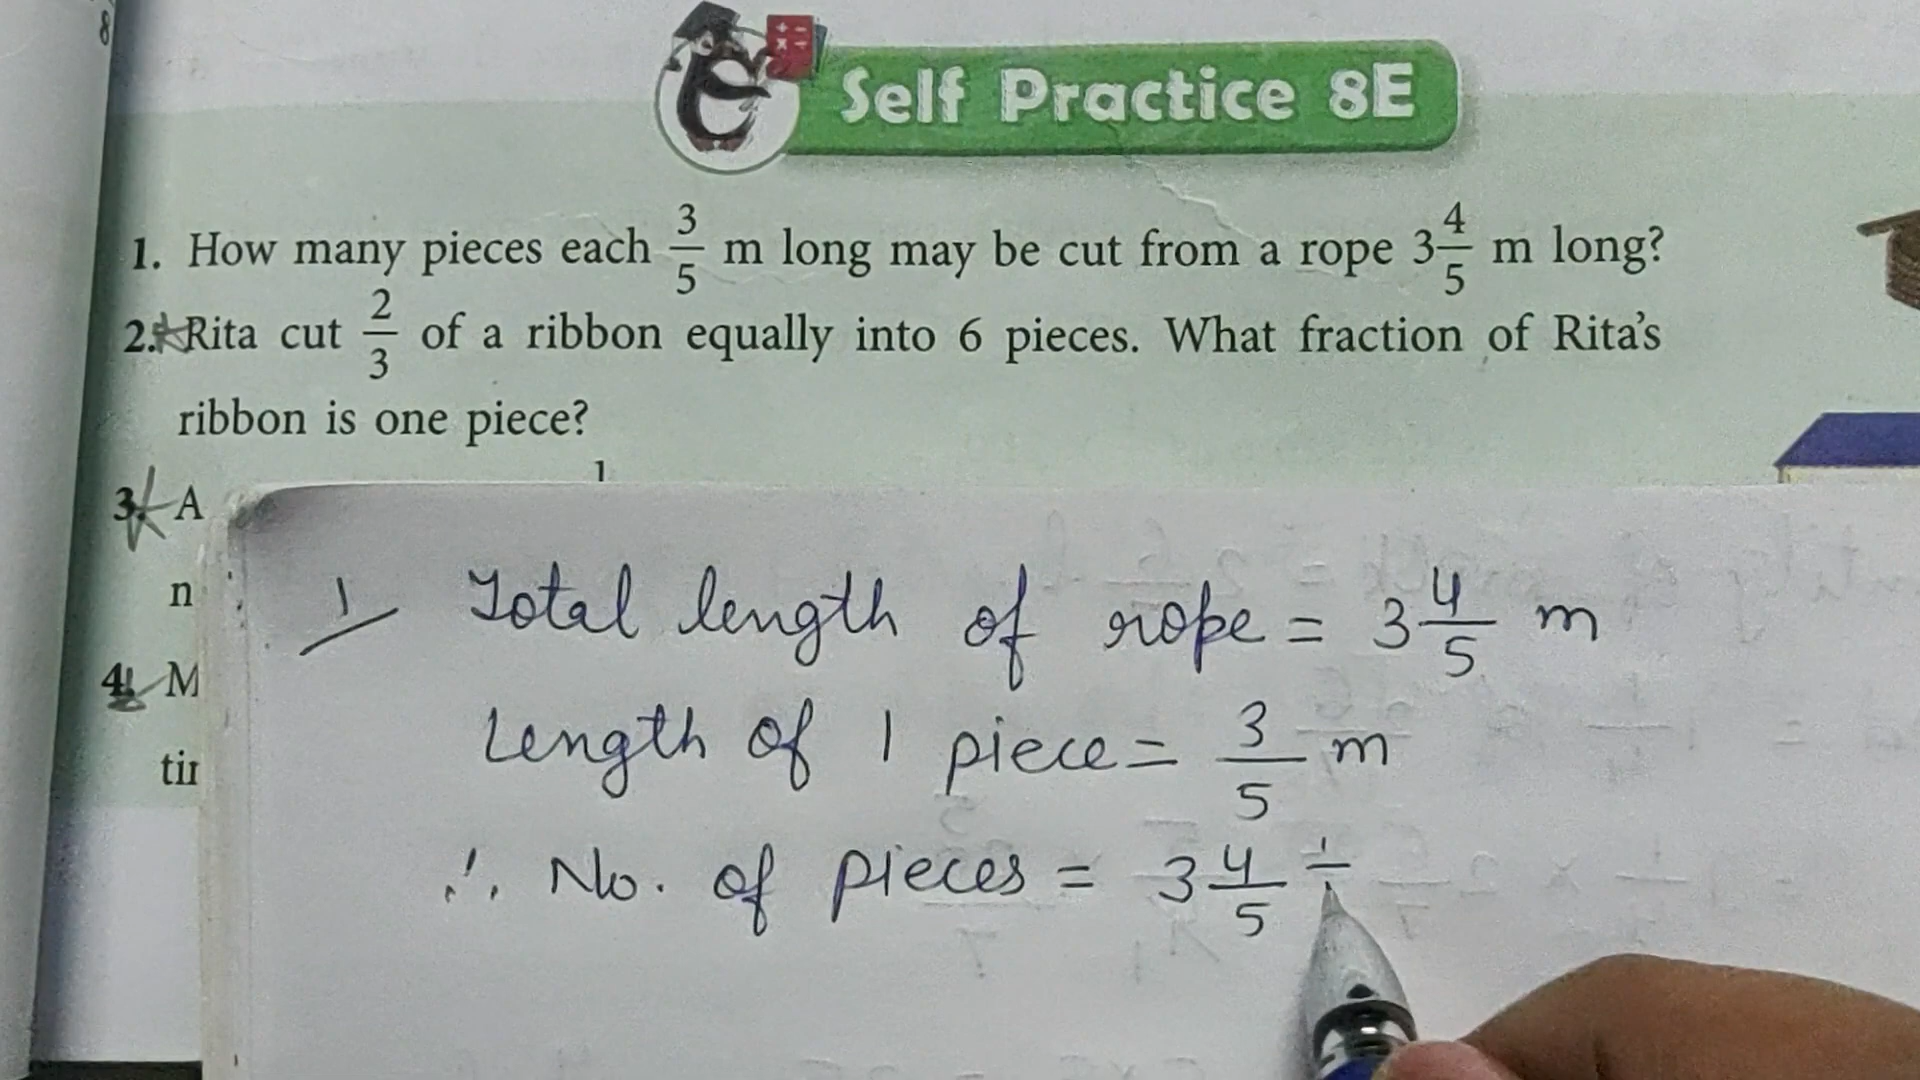 8
Self Practice 8E
1. How many pieces each 3/5 m long may be cut from a rope 3 4/5 m long?
2. Rita cut 2/3 of a ribbon equally into 6 pieces. What fraction of Rita's
ribbon is one piece?
1
3. A
n
4. M
1 Total length of rope = 3 4/5 m
Length of 1 piece = 3/5 m
∴ No. of pieces = 3 4/5 ÷